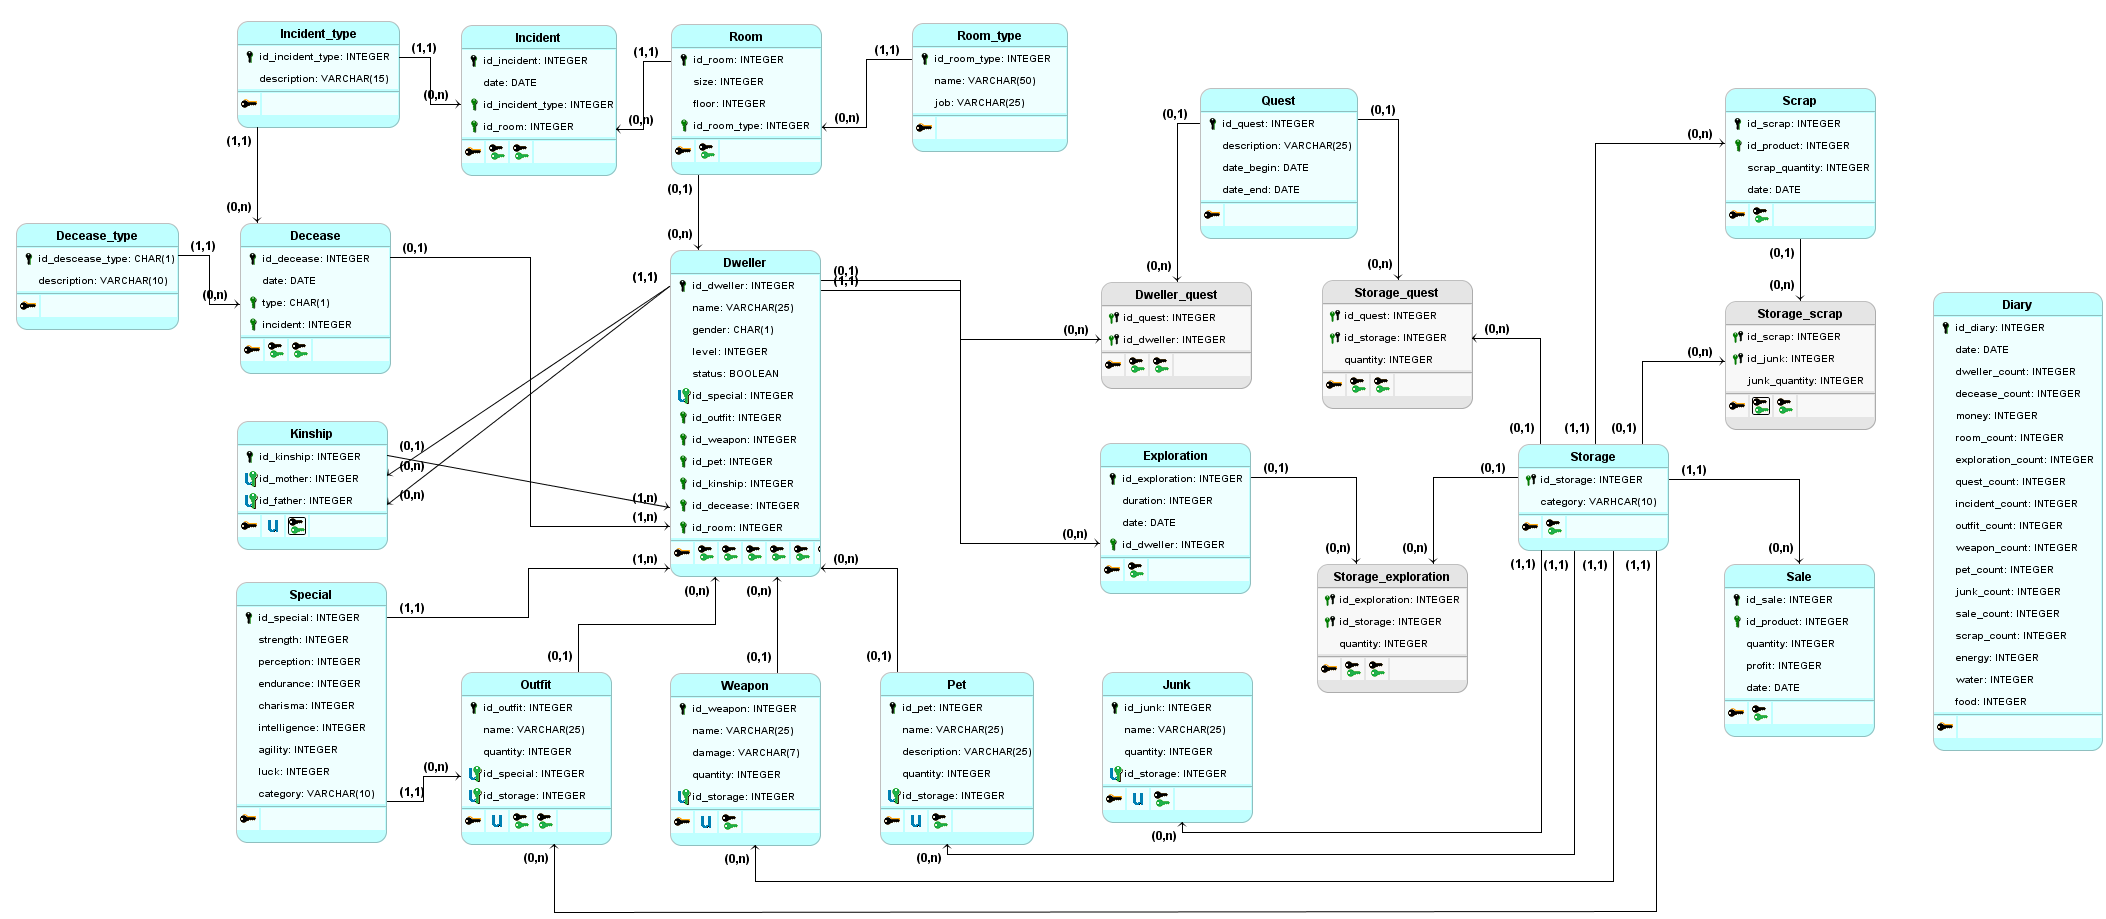 Incident_type
id_incident_type: INTEGER
description: VARCHAR(15)
(1,1)
(0,n)
(1,1)
(0,n)
Incident
id_incident: INTEGER
date: DATE
id_incident_type: INTEGER
id_room: INTEGER
(1,1)
(0,n)
Room
id_room: INTEGER
size: INTEGER
floor: INTEGER
id_room_type: INTEGER
(1,1)
(0,n)
(0,1)
(0,n)
Room_type
id_room_type: INTEGER
name: VARCHAR(50)
job: VARCHAR(25)
Quest
id_quest: INTEGER
description: VARCHAR(25)
date_begin: DATE
date_end: DATE
(0,1)
(0,1)
(0,n)
(0,n)
Scrap
id_scrap: INTEGER
id_product: INTEGER
scrap_quantity: INTEGER
date: DATE
(0,n)
(0,1)
(0,n)
Decease_type
id_descease_type: CHAR(1)
description: VARCHAR(10)
(1,1)
(0,n)
Decease
id_decease: INTEGER
date: DATE
type: CHAR(1)
incident: INTEGER
(0,1)
(1,1)
Dweller
id_dweller: INTEGER
name: VARCHAR(25)
gender: CHAR(1)
level: INTEGER
status: BOOLEAN
id_special: INTEGER
id_outfit: INTEGER
id_weapon: INTEGER
id_pet: INTEGER
id_kinship: INTEGER
id_decease: INTEGER
id_room: INTEGER
(0,1)
(1,1)
(0,n)
(0,n)
Dweller_quest
id_quest: INTEGER
id_dweller: INTEGER
Storage_quest
id_quest: INTEGER
id_storage: INTEGER
quantity: INTEGER
(0,n)
Storage_scrap
id_scrap: INTEGER
id_junk: INTEGER
junk_quantity: INTEGER
(0,n)
Diary
id_diary: INTEGER
date: DATE
dweller_count: INTEGER
decease_count: INTEGER
money: INTEGER
room_count: INTEGER
exploration_count: INTEGER
quest_count: INTEGER
incident_count: INTEGER
outfit_count: INTEGER
weapon_count: INTEGER
pet_count: INTEGER
junk_count: INTEGER
sale_count: INTEGER
scrap_count: INTEGER
energy: INTEGER
water: INTEGER
food: INTEGER
Kinship
id_kinship: INTEGER
id_mother: INTEGER
id_father: INTEGER
u
(0,1)
(0,n)
(0,n)
(1,n)
(1,n)
(1,n)
(0,n)
(0,n)
(0,n)
Exploration
id_exploration: INTEGER
duration: INTEGER
date: DATE
id_dweller: INTEGER
(0,1)
(0,n)
(0,1)
(0,n)
(0,1)
(1,1)
(0,1)
Storage
id_storage: INTEGER
category: VARHCAR(10)
(1,1)
(0,n)
(1,1)
(1,1)
(1,1)
(1,1)
Storage_exploration
id_exploration: INTEGER
id_storage: INTEGER
quantity: INTEGER
Sale
id_sale: INTEGER
id_product: INTEGER
quantity: INTEGER
profit: INTEGER
date: DATE
Special
id_special: INTEGER
strength: INTEGER
perception: INTEGER
endurance: INTEGER
charisma: INTEGER
intelligence: INTEGER
agility: INTEGER
luck: INTEGER
category: VARCHAR(10)
(1,1)
(1,1)
(0,n)
(0,1)
(0,1)
(0,1)
Outfit
id_outfit: INTEGER
name: VARCHAR(25)
quantity: INTEGER
id_special: INTEGER
id_storage: INTEGER
u
(0,n)
Weapon
id_weapon: INTEGER
name: VARCHAR(25)
damage: VARCHAR(7)
quantity: INTEGER
id_storage: INTEGER
u
(0,n)
Pet
id_pet: INTEGER
name: VARCHAR(25)
description: VARCHAR(25)
quantity: INTEGER
id_storage: INTEGER
u
(0,n)
Junk
id_junk: INTEGER
name: VARCHAR(25)
quantity: INTEGER
id_storage: INTEGER
u
(0,n)